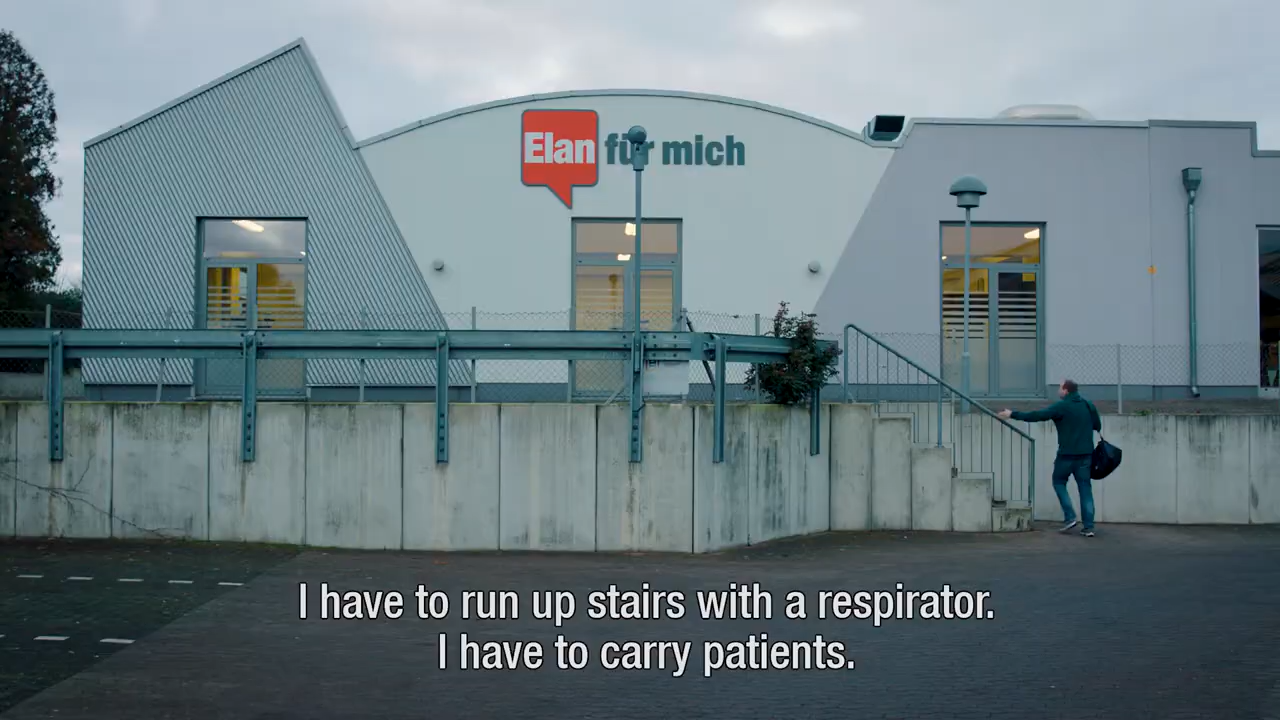 Elan für mich
I have to run up stairs with a respirator.
I have to carry patients.